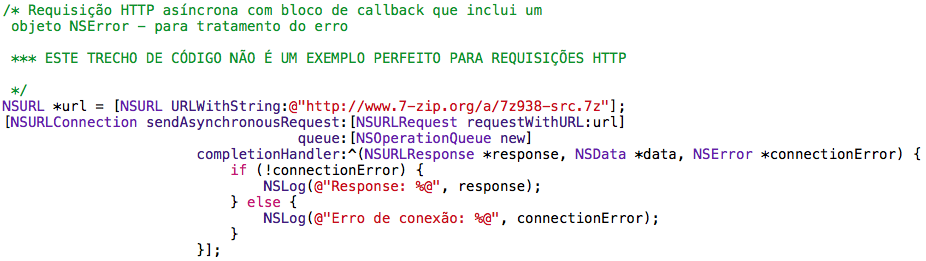 /* Requisição HTTP asíncrona com bloco de callback que inclui um
objeto NSError - para tratamento do erro
*** ESTE TRECHO DE CÓDIGO NÃO É UM EXEMPLO PERFEITO PARA REQUISIÇÕES HTTP
*/
NSURL *url = [NSURL URLWithString:@"http://www.7-zip.org/a/7z938-src.7z"];
[NSURLConnection sendAsynchronousRequest:[NSURLRequest requestWithURL:url]
queue:[NSOperationQueue new]
completionHandler:^(NSURLResponse *response, NSData *data, NSError *connectionError) {
if (!connectionError) {
NSLog(@"Response: %@", response);
} else {
NSLog(@"Erro de conexão: %@", connectionError);
}
}];